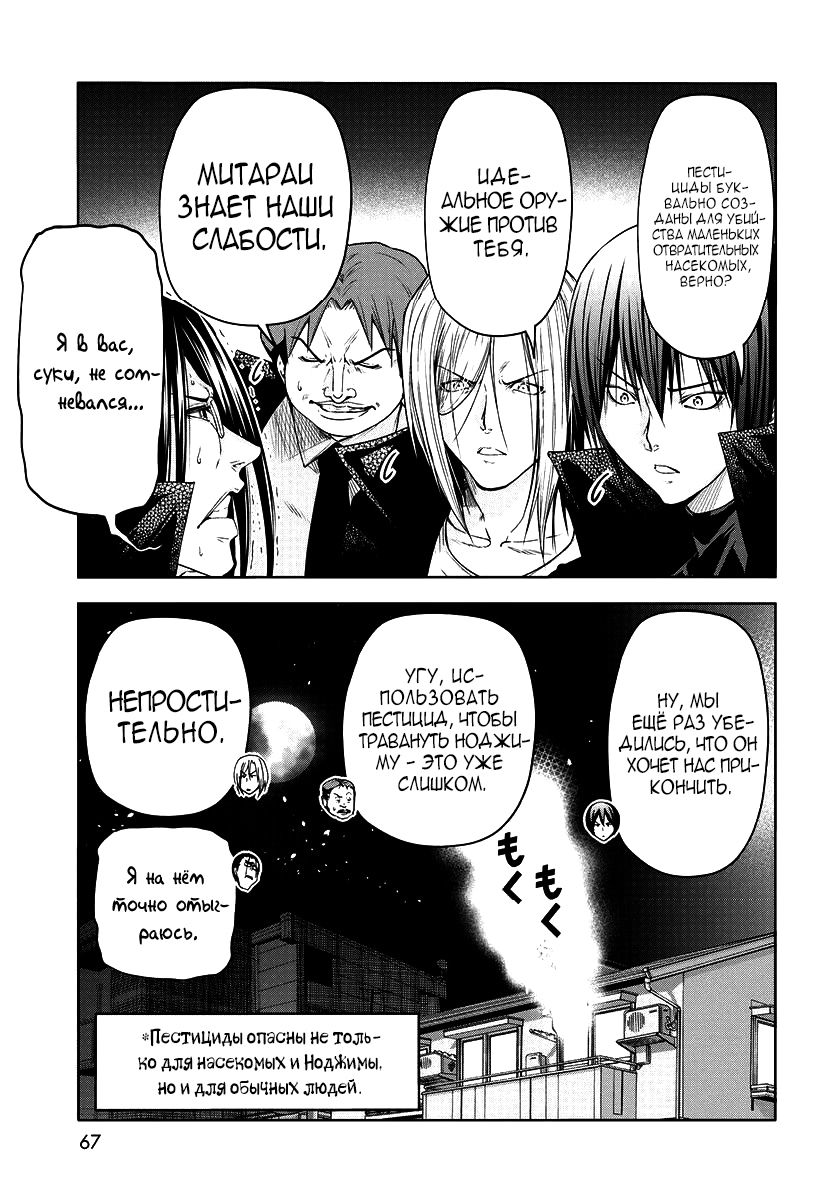 ПЕСТИ-
ЦИДЫ БУК-
ВАЛЬНО СОЗ-
ДАНЫ ДЛЯ УБИЙ-
СТВА МАЛЕНЬКИХ
ОТВРАТИТЕЛЬНЫХ
НАСЕКОМЫХ,
ВЕРНО?
ИДЕ-
АЛЬНОЕ ОРУ-
ЖИЕ ПРОТИВ
ТЕБЯ.
МИТАРАИ
ЗНАЕТ НАШИ
СЛАБОСТИ.
Я в вас,
суки, не сом-
невался...
НУ, МЫ
ЕЩЁ РАЗ УБЕ-
ДИЛИСЬ, ЧТО ОН
ХОЧЕТ НАС ПРИ-
КОНЧИТЬ.
УГУ, ИС-
ПОЛЬЗОВАТЬ
ПЕСТИЦИД, ЧТОБЫ
ТРАВАНУТЬ НОДЖИ-
МУ - ЭТО УЖЕ
СЛИШКОМ.
НЕПРОСТИ-
ТЕЛЬНО.
Я на нём
точно отыг-
раюсь.
もくもく
*Пестициды опасны не толь-
ко для насекомых и Ноджимы,
но и для обычных людей.
67